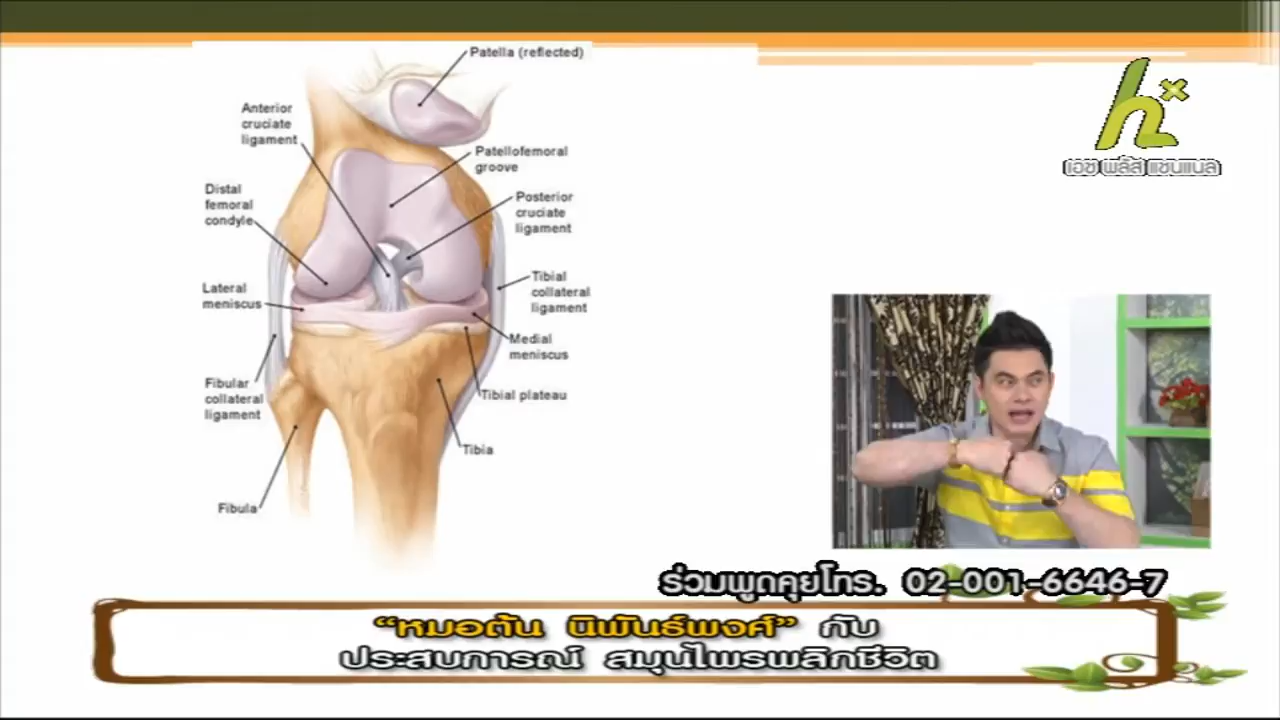 Patella (reflected)
Anterior
cruciate
ligament
Patellofemoral
groove
Distal
femoral
condyle
Posterior
cruciate
ligament
Lateral
meniscus
Tibial
collateral
ligament
Medial
meniscus
Fibular
collateral
ligament
Tibial plateau
Tibia
Fibula
h+
เอช พลัส แชนแนล
ร่วมพูดคุยโทร. 02-001-6646-7
“หมอต้น นิพันธ์พงศ์” กับ
ประสบการณ์ สมุนไพรพลิกชีวิต